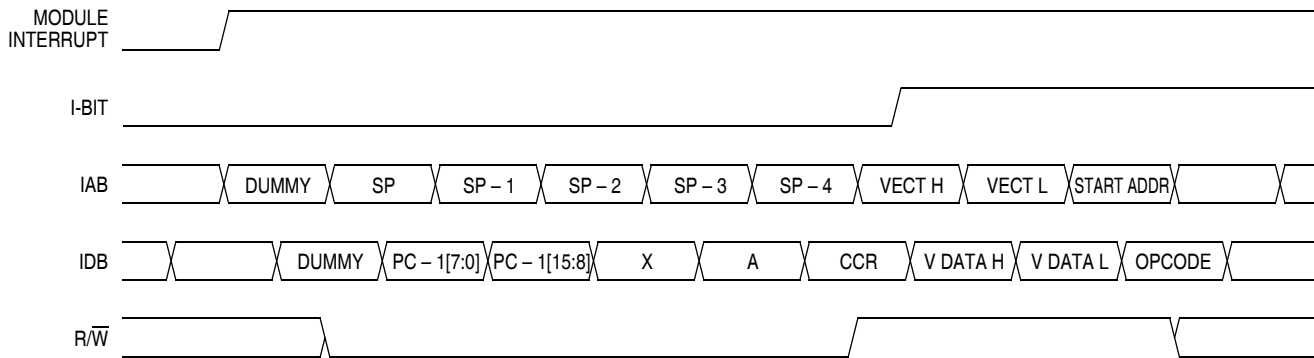 MODULE
INTERRUPT
I-BIT
IAB DUMMY SP SP – 1 SP – 2 SP – 3 SP – 4 VECT H VECT L START ADDR
IDB DUMMY PC – 1[7:0] PC – 1[15:8] X A CCR V DATA H V DATA L OPCODE
R/W̅